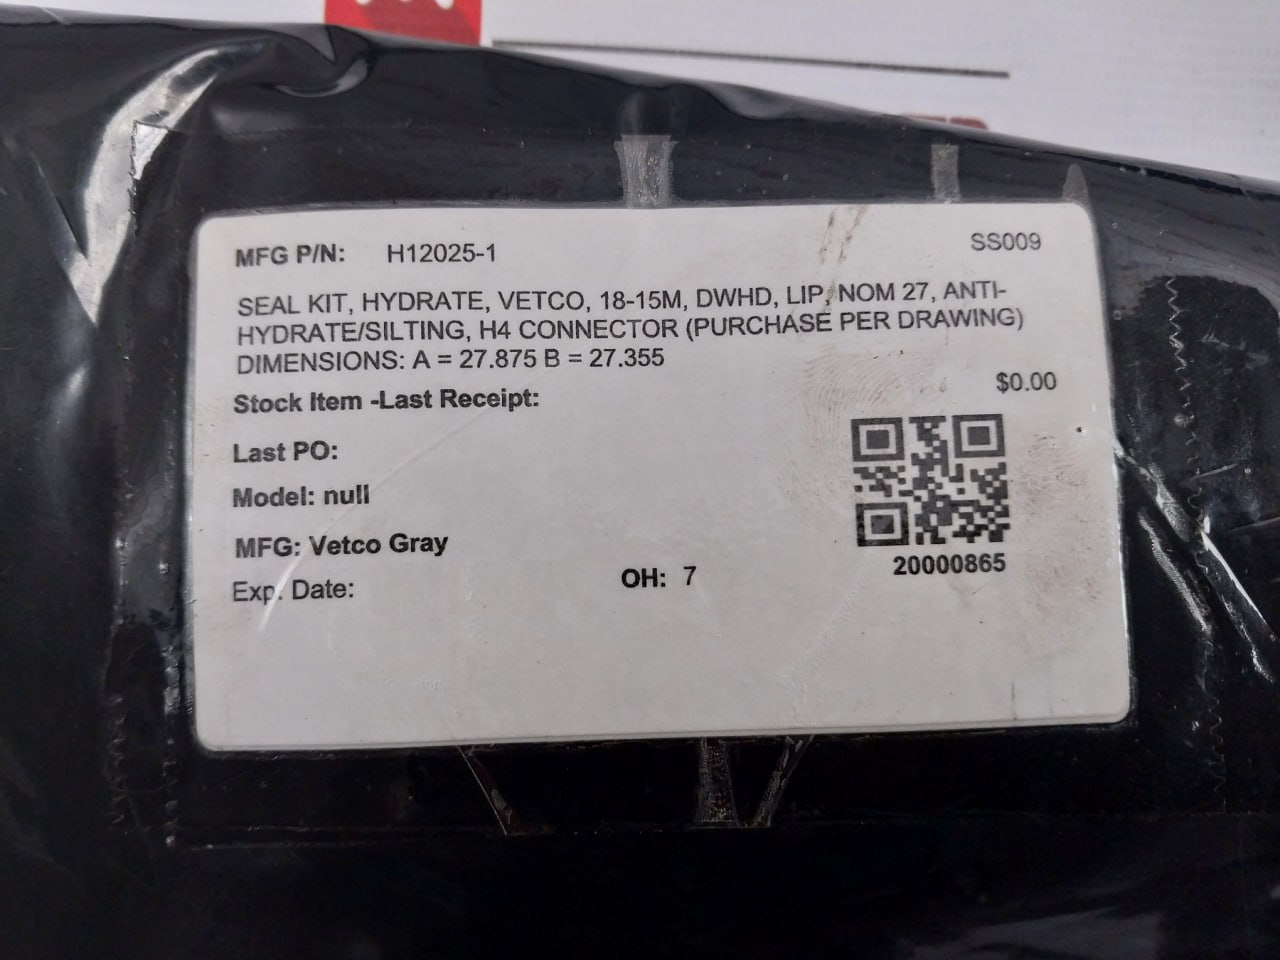 MFG P/N: H12025-1 SS009
SEAL KIT, HYDRATE, VETCO, 18-15M, DWHD, LIP, NOM 27, ANTI-
HYDRATE/SILTING, H4 CONNECTOR (PURCHASE PER DRAWING)
DIMENSIONS: A = 27.875 B = 27.355
$0.00
Stock Item -Last Receipt:
Last PO:
Model: null
MFG: Vetco Gray
20000865
Exp. Date: OH: 7